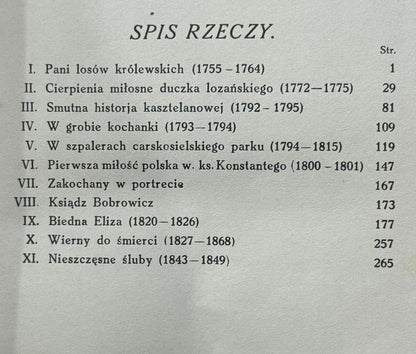 SPIS RZECZY.
Str.
I. Pani losów królewskich (1755 - 1764) 1
II. Cierpienia miłosne duczka lozańskiego (1772—1775) 29
III. Smutna historja kasztelanowej (1792 - 1795) 81
IV. W grobie kochanki (1793—1794) 109
V. W szpalerach carskosielskiego parku (1794—1815) 119
VI. Pierwsza miłość polska w. ks. Konstantego (1800 - 1801) 147
VII. Zakochany w portrecie 167
VIII. Ksiądz Bobrowicz 173
IX. Biedna Eliza (1820—1826) 177
X. Wierny do śmierci (1827—1868) 257
XI. Nieszczęsne śluby (1843—1849) 265